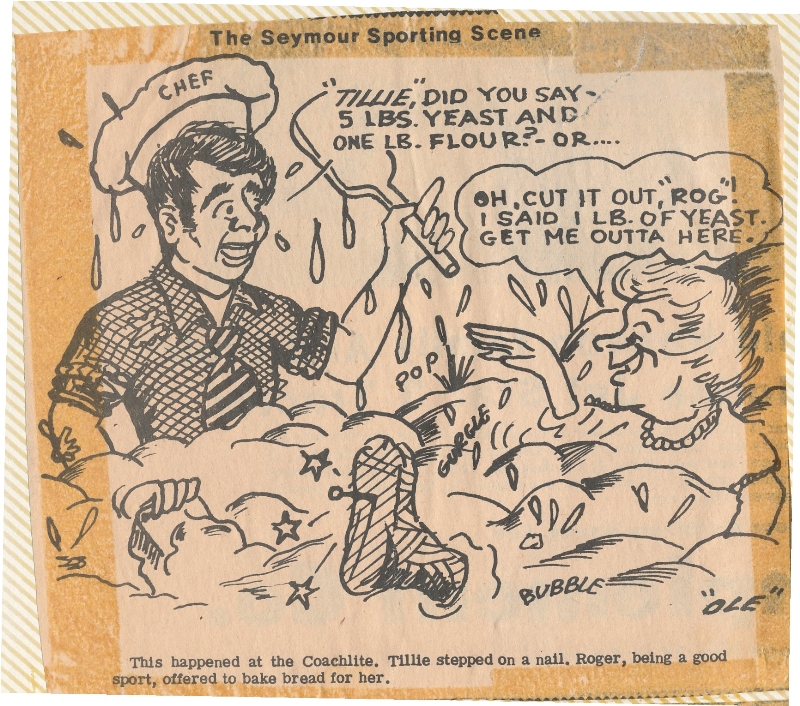 The Seymour Sporting Scene
CHEF
"TILLIE," DID YOU SAY -
5 LBS. YEAST AND
ONE LB. FLOUR?- OR....
OH, CUT IT OUT, "ROG"!
I SAID 1 LB. OF YEAST.
GET ME OUTTA HERE.
POP
GURGLE
BUBBLE
"OLE"
This happened at the Coachlite. Tillie stepped on a nail. Roger, being a good
sport, offered to bake bread for her.